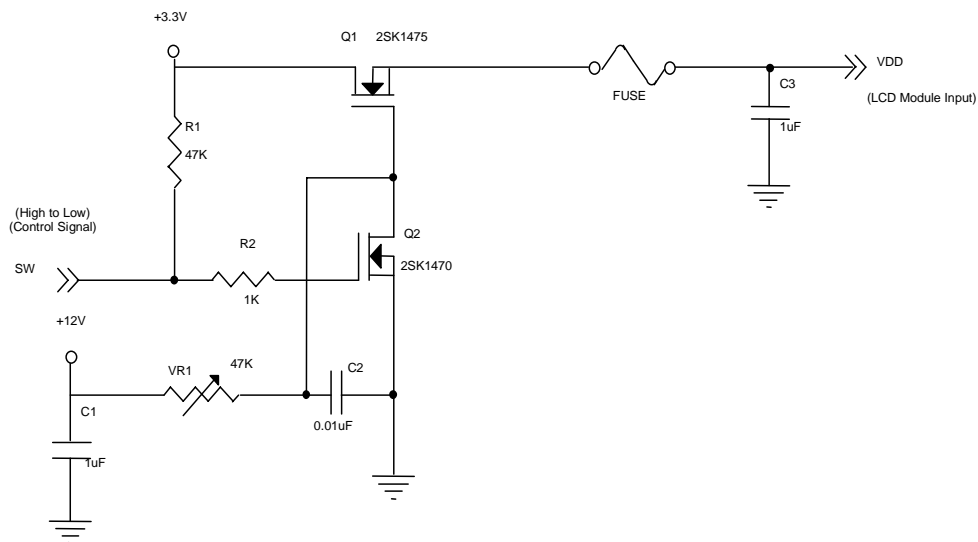 +3.3V
Q1
2SK1475
FUSE
C3
1uF
VDD
(LCD Module Input)
R1
47K
(High to Low)
(Control Signal)
SW
R2
1K
Q2
2SK1470
+12V
VR1
47K
C2
0.01uF
C1
1uF